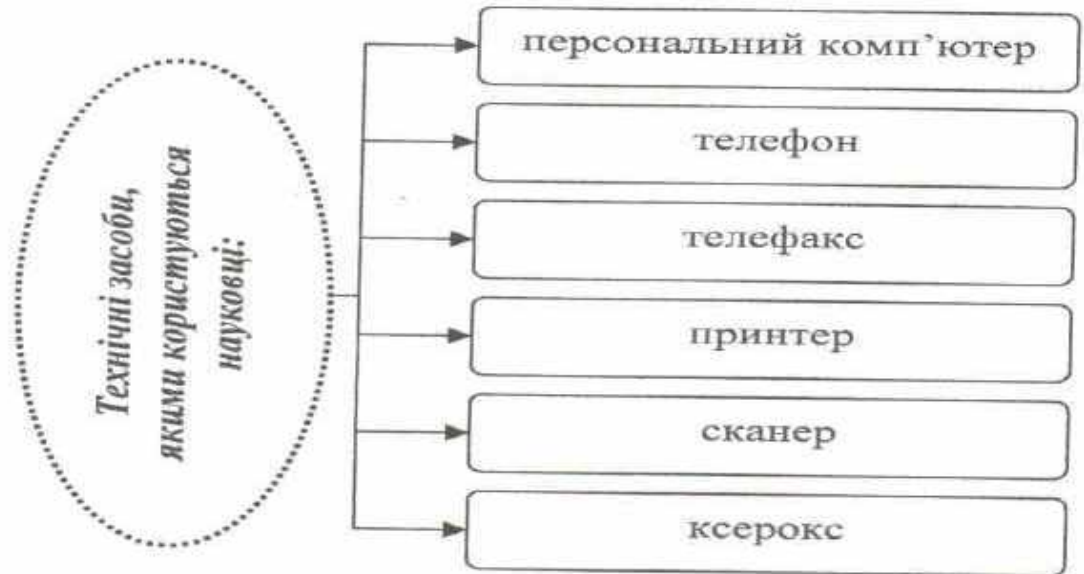 Технічні засоби,
якими користуються
науковці:
персональний комп’ютер
телефон
телефакс
принтер
сканер
ксерокс